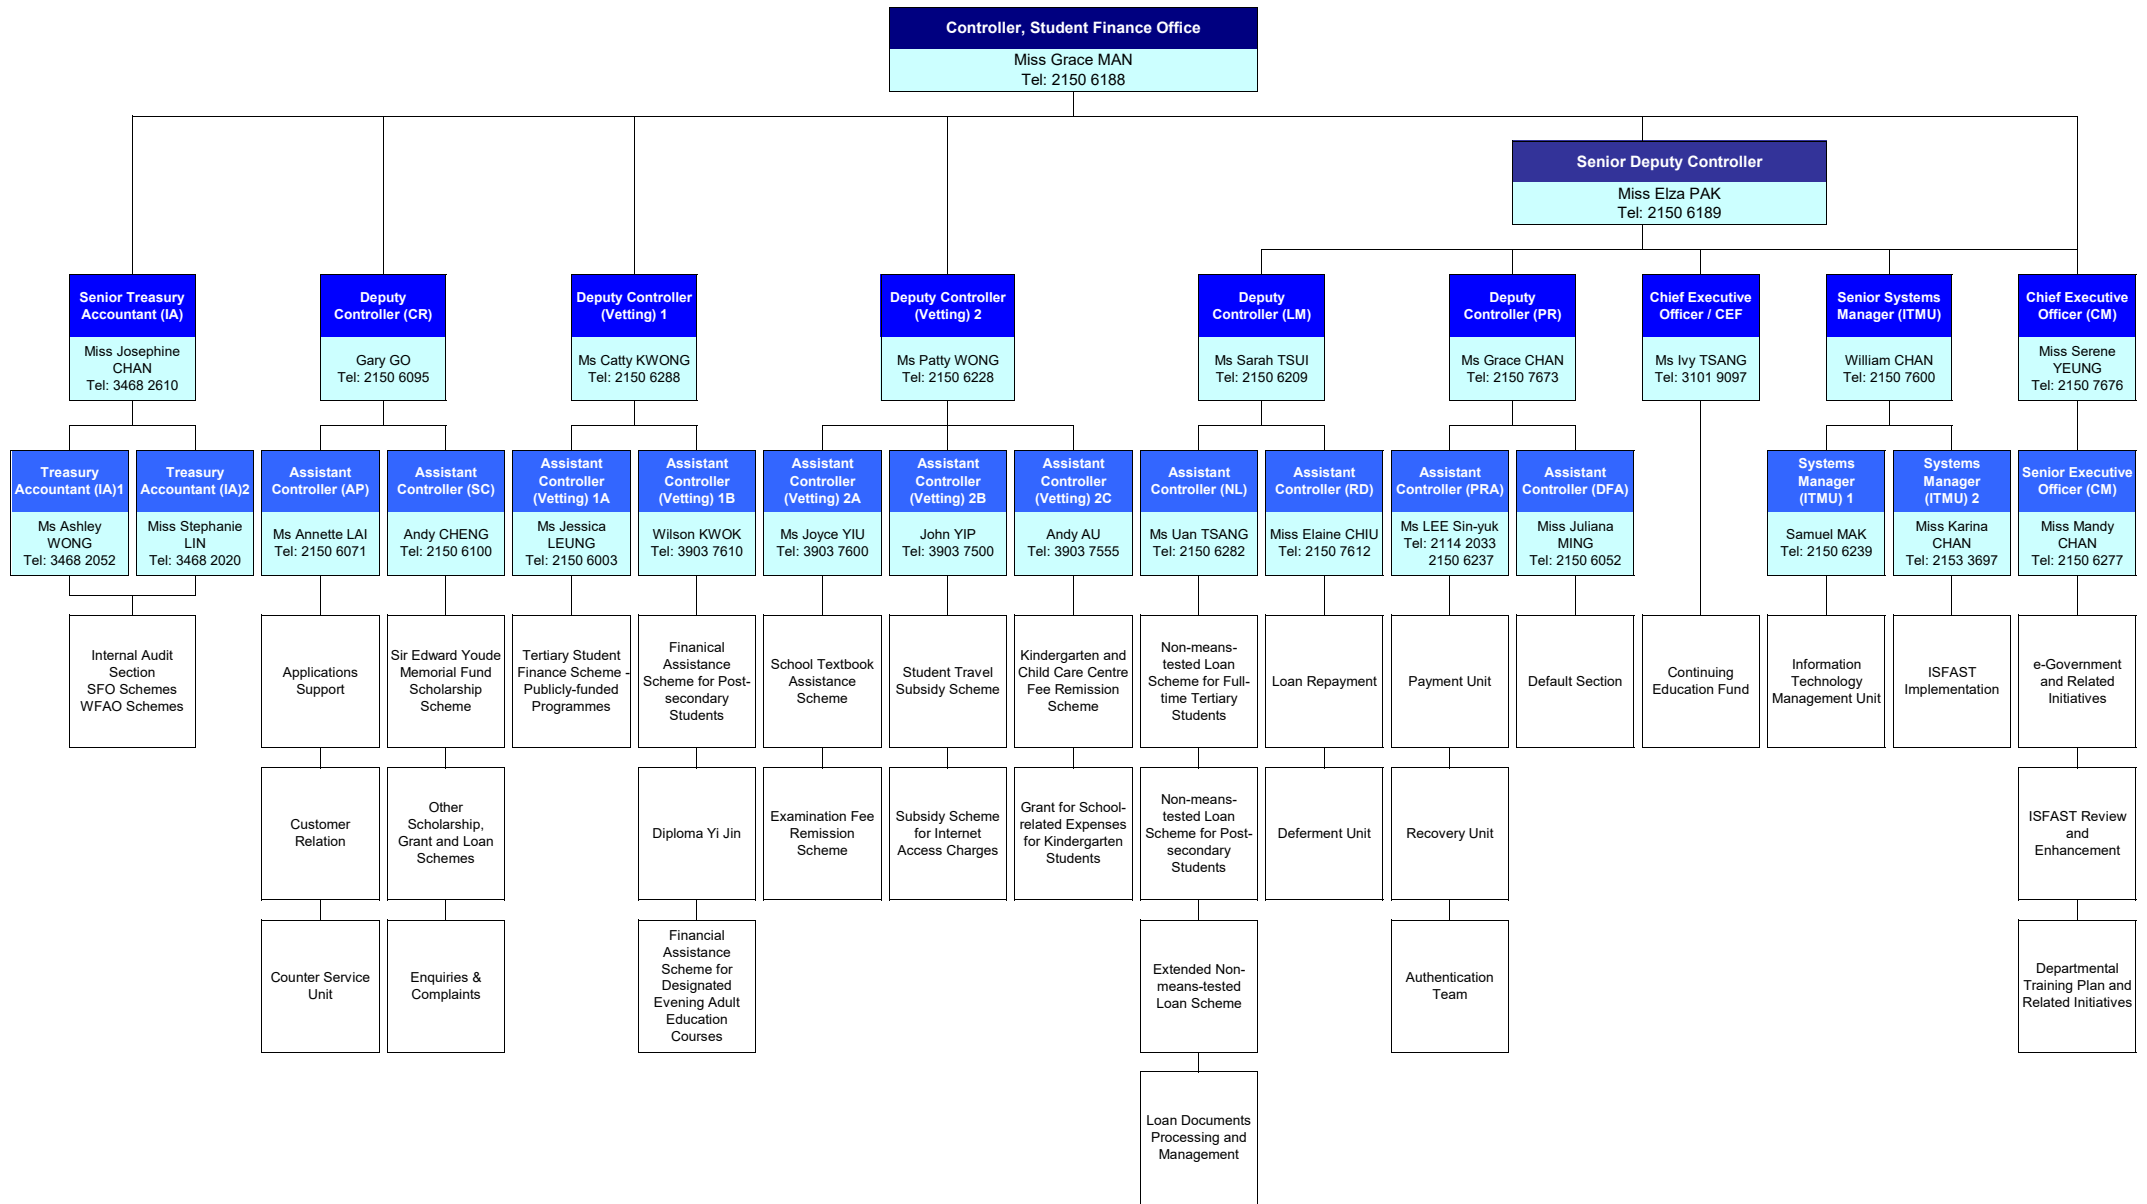 Controller, Student Finance Office
Miss Grace MAN
Tel: 2150 6188
Senior Deputy Controller
Miss Elza PAK
Tel: 2150 6189
Senior Treasury
Accountant (IA)
Miss Josephine
CHAN
Tel: 3468 2610
Deputy
Controller (CR)
Gary GO
Tel: 2150 6095
Deputy Controller
(Vetting) 1
Ms Catty KWONG
Tel: 2150 6288
Deputy Controller
(Vetting) 2
Ms Patty WONG
Tel: 2150 6228
Deputy
Controller (LM)
Ms Sarah TSUI
Tel: 2150 6209
Deputy
Controller (PR)
Ms Grace CHAN
Tel: 2150 7673
Chief Executive
Officer / CEF
Ms Ivy TSANG
Tel: 3101 9097
Senior Systems
Manager (ITMU)
William CHAN
Tel: 2150 7600
Chief Executive
Officer (CM)
Miss Serene
YEUNG
Tel: 2150 7676
Treasury
Accountant (IA)1
Ms Ashley
WONG
Tel: 3468 2052
Treasury
Accountant (IA)2
Miss Stephanie
LIN
Tel: 3468 2020
Assistant
Controller (AP)
Ms Annette LAI
Tel: 2150 6071
Assistant
Controller (SC)
Andy CHENG
Tel: 2150 6100
Assistant
Controller
(Vetting) 1A
Ms Jessica
LEUNG
Tel: 2150 6003
Assistant
Controller
(Vetting) 1B
Wilson KWOK
Tel: 3903 7610
Assistant
Controller
(Vetting) 2A
Ms Joyce YIU
Tel: 3903 7600
Assistant
Controller
(Vetting) 2B
John YIP
Tel: 3903 7500
Assistant
Controller
(Vetting) 2C
Andy AU
Tel: 3903 7555
Assistant
Controller (NL)
Ms Uan TSANG
Tel: 2150 6282
Assistant
Controller (RD)
Miss Elaine CHIU
Tel: 2150 7612
Assistant
Controller (PRA)
Ms LEE Sin-yuk
Tel: 2114 2033
2150 6237
Assistant
Controller (DFA)
Miss Juliana
MING
Tel: 2150 6052
Systems
Manager
(ITMU) 1
Samuel MAK
Tel: 2150 6239
Systems
Manager
(ITMU) 2
Miss Karina
CHAN
Tel: 2153 3697
Senior Executive
Officer (CM)
Miss Mandy
CHAN
Tel: 2150 6277
Internal Audit
Section
SFO Schemes
WFAO Schemes
Applications
Support
Sir Edward Youde
Memorial Fund
Scholarship
Scheme
Tertiary Student
Finance Scheme -
Publicly-funded
Programmes
Finanical
Assistance
Scheme for Post-
secondary
Students
School Textbook
Assistance
Scheme
Student Travel
Subsidy Scheme
Kindergarten and
Child Care Centre
Fee Remission
Scheme
Non-means-
tested Loan
Scheme for Full-
time Tertiary
Students
Loan Repayment
Payment Unit
Default Section
Continuing
Education Fund
Information
Technology
Management Unit
ISFAST
Implementation
e-Government
and Related
Initiatives
Customer
Relation
Other
Scholarship,
Grant and Loan
Schemes
Diploma Yi Jin
Examination Fee
Remission
Scheme
Subsidy Scheme
for Internet
Access Charges
Grant for School-
related Expenses
for Kindergarten
Students
Non-means-
tested Loan
Scheme for Post-
secondary
Students
Deferment Unit
Recovery Unit
ISFAST Review
and
Enhancement
Counter Service
Unit
Enquiries &
Complaints
Financial
Assistance
Scheme for
Designated
Evening Adult
Education
Courses
Extended Non-
means-tested
Loan Scheme
Authentication
Team
Departmental
Training Plan and
Related Initiatives
Loan Documents
Processing and
Management